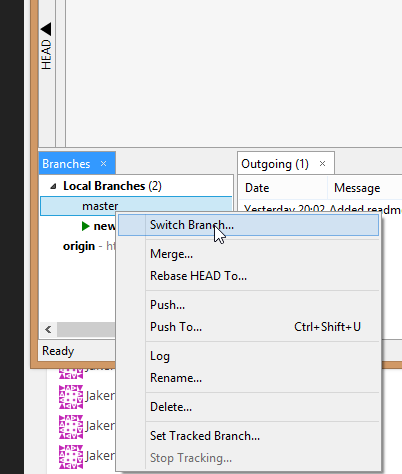 HEAD
Branches ×
Outgoing (1) ×
Local Branches (2)
Date Message
master
Yesterday 20:02 Added readm
new
Switch Branch...
origin - ht
Merge...
Rebase HEAD To...
Push...
Push To... Ctrl+Shift+U
Ready
Log
Jaker
Rename...
Jaker
Delete...
Jaker
Set Tracked Branch...
Jaker
Stop Tracking...